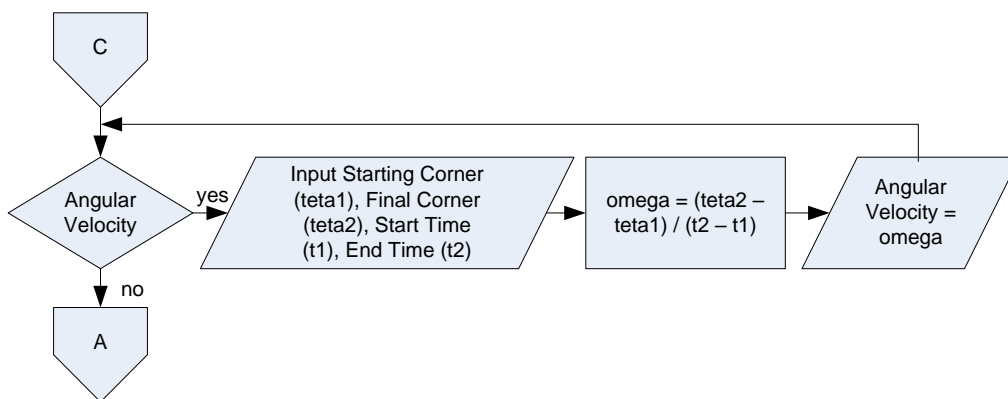 C
Angular
Velocity
yes
Input Starting Corner
(teta1), Final Corner
(teta2), Start Time
(t1), End Time (t2)
omega = (teta2 –
teta1) / (t2 – t1)
Angular
Velocity =
omega
no
A